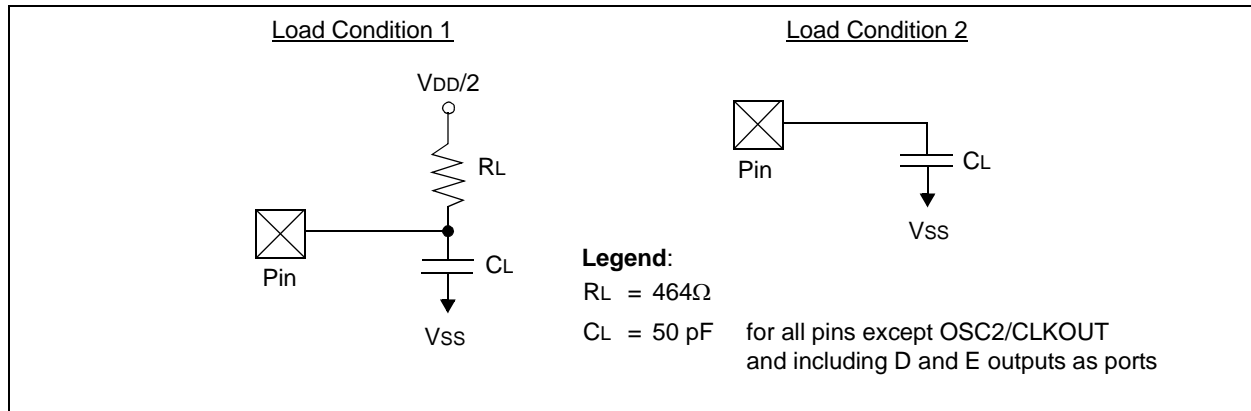 Load Condition 1
VDD/2
RL
Pin
CL
VSS
Load Condition 2
Pin
CL
VSS
Legend:
RL = 464Ω
CL = 50 pF for all pins except OSC2/CLKOUT
and including D and E outputs as ports